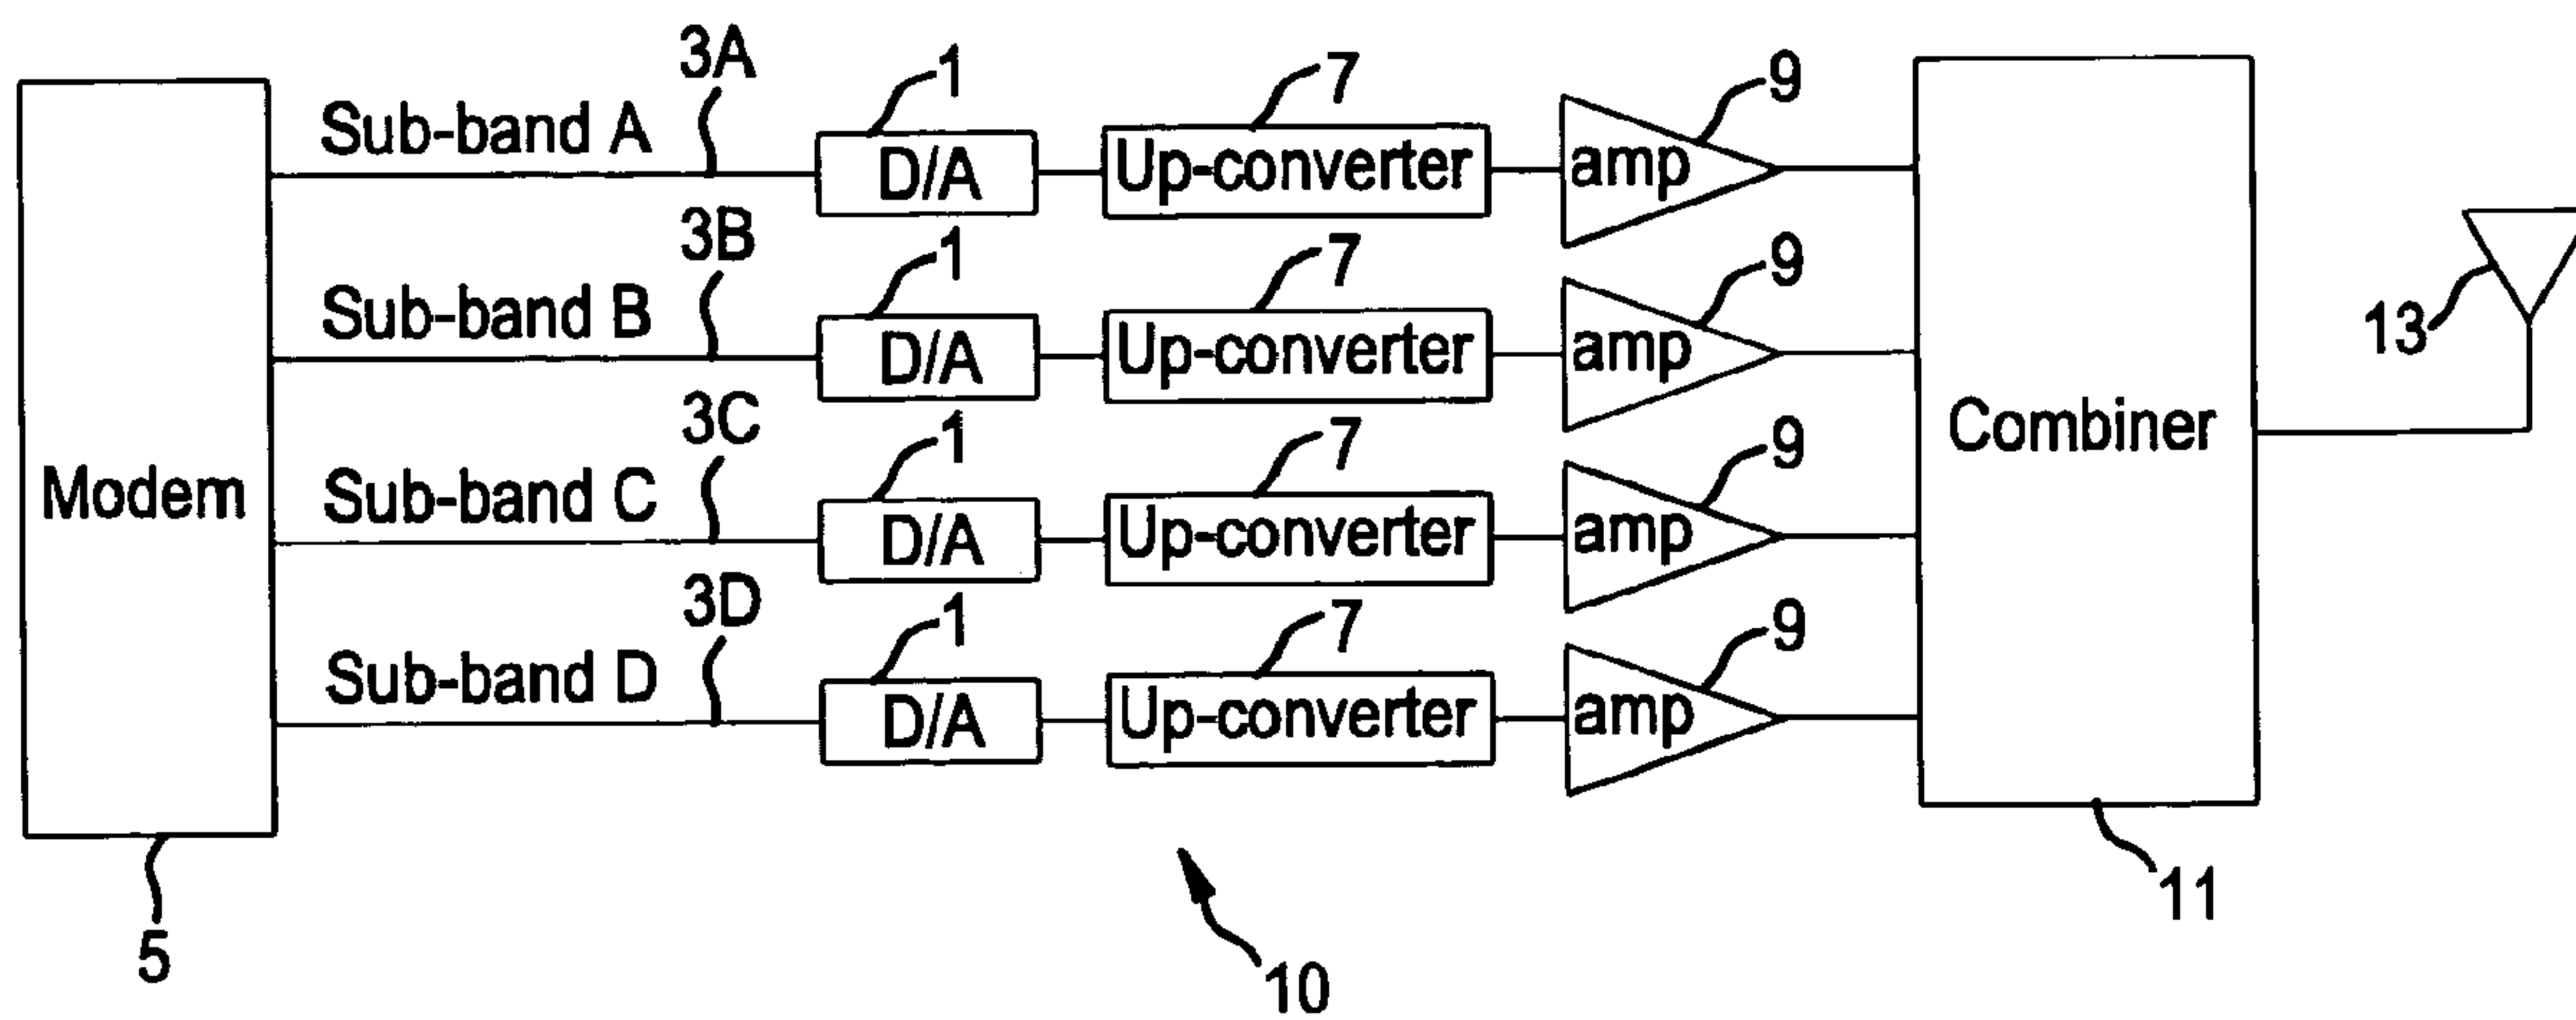 3A 1 7 9
Sub-band A D/A Up-converter amp
3B 1 7 9
Sub-band B D/A Up-converter amp
13
3C 1 7 9
Combiner
Modem Sub-band C D/A Up-converter amp
3D 1 7 9
Sub-band D D/A Up-converter amp
5 10 11